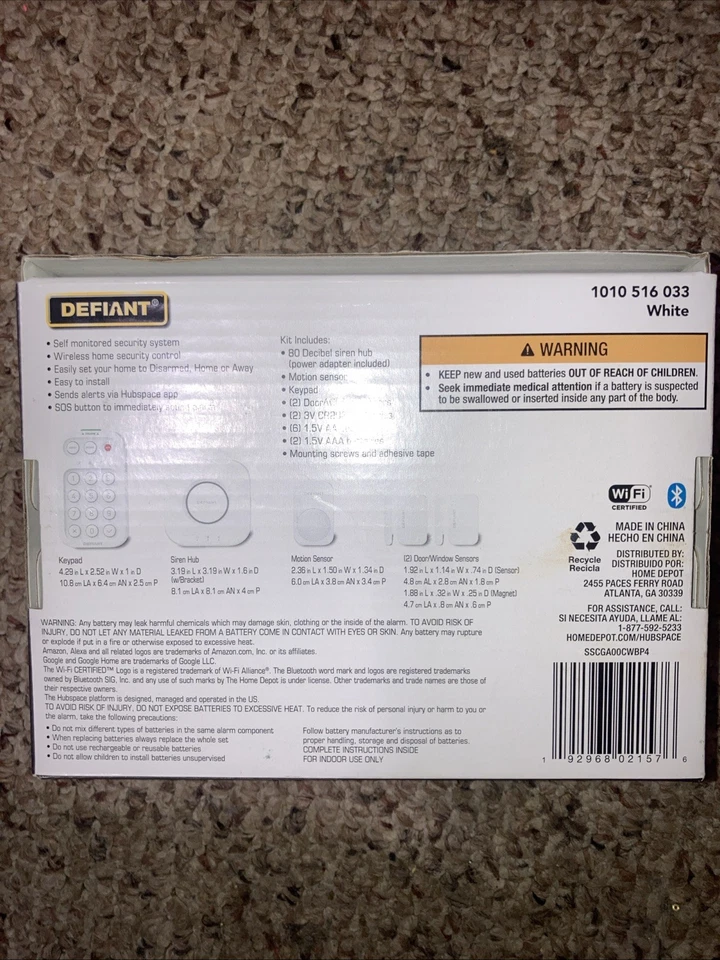 DEFIANT®
1010 516 033
White
• Self monitored security system
• Wireless home security control
• Easily set your home to Disarmed, Home or Away
• Easy to install
• Sends alerts via Hubspace app
• SOS button to immediately
Kit Includes:
• 80 Decibel siren hub
(power adapter included)
• Motion sensor
• Keypad
• (2)
• (2) 3V
• (6) 1.5V
• (2) 1.5V AAA
• Mounting screws and adhesive tape
WARNING
• KEEP new and used batteries OUT OF REACH OF CHILDREN.
• Seek immediate medical attention if a battery is suspected
to be swallowed or inserted inside any part of the body.
Wi Fi
CERTIFIED
Recycle
Recicla
MADE IN CHINA
HECHO EN CHINA
DISTRIBUTED BY:
DISTRIBUIDO POR:
HOME DEPOT
2455 PACES FERRY ROAD
ATLANTA, GA 30339
FOR ASSISTANCE, CALL:
SI NECESITA AYUDA, LLAME AL:
1-877-592-5233
HOMEDEPOT.COM/HUBSPACE
SSCGA00CWBP4
1 92968 02157 6
Keypad
4.29 in L x 2.52 in W x 1 in D
10.8 cm LA x 6.4 cm AN x 2.5 cm P
Siren Hub
3.19 in L x 3.19 in W x 1.6 in D
(w/Bracket)
8.1 cm LA x 8.1 cm AN x 4 cm P
Motion Sensor
2.36 in L x 1.50 in W x 1.34 in D
6.0 cm LA x 3.8 cm AN x 3.4 cm P
(2) Door/Window Sensors
1.92 in L x 1.14 in W x .74 in D (Sensor)
4.8 cm AL x 2.8 cm AN x 1.8 cm P
1.88 in L x .32 in W x .25 in D (Magnet)
4.7 cm LA x .8 cm AN x .6 cm P
WARNING: Any battery may leak harmful chemicals which may damage skin, clothing or the inside of the alarm. TO AVOID RISK OF
INJURY, DO NOT LET ANY MATERIAL LEAKED FROM A BATTERY COME IN CONTACT WITH EYES OR SKIN. Any battery may rupture
or explode if put in a fire or otherwise exposed to excessive heat.
Amazon, Alexa and all related logos are trademarks of Amazon.com, Inc. or its affiliates.
Google and Google Home are trademarks of Google LLC.
The Wi-Fi CERTIFIED™ Logo is a registered trademark of Wi-Fi Alliance®. The Bluetooth word mark and logos are registered trademarks
owned by Bluetooth SIG, Inc. and any use of such marks by The Home Depot is under license. Other trademarks and trade names are those of
their respective owners.
The Hubspace platform is designed, managed and operated in the US.
TO AVOID RISK OF INJURY, DO NOT EXPOSE BATTERIES TO EXCESSIVE HEAT. To reduce the risk of personal injury or harm to you or
the alarm, take the following precautions:
• Do not mix different types of batteries in the same alarm component
• When replacing batteries always replace the whole set
• Do not use rechargeable or reusable batteries
• Do not allow children to install batteries unsupervised
Follow battery manufacturer's instructions as to
proper handling, storage and disposal of batteries.
COMPLETE INSTRUCTIONS INSIDE
FOR INDOOR USE ONLY